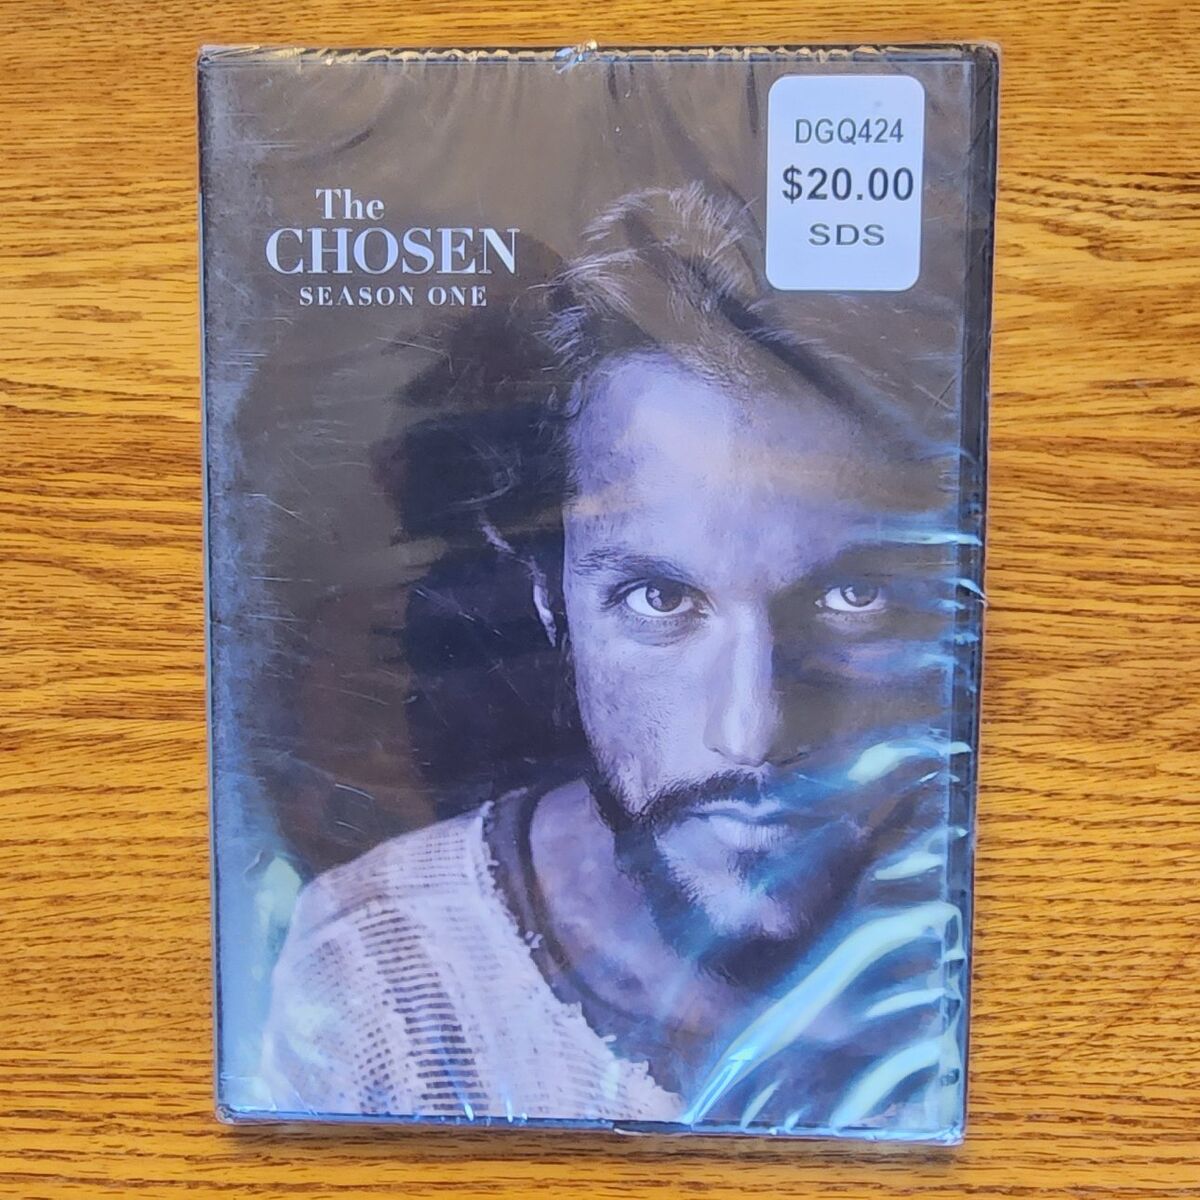 The
CHOSEN
SEASON ONE
DGQ424
$20.00
SDS